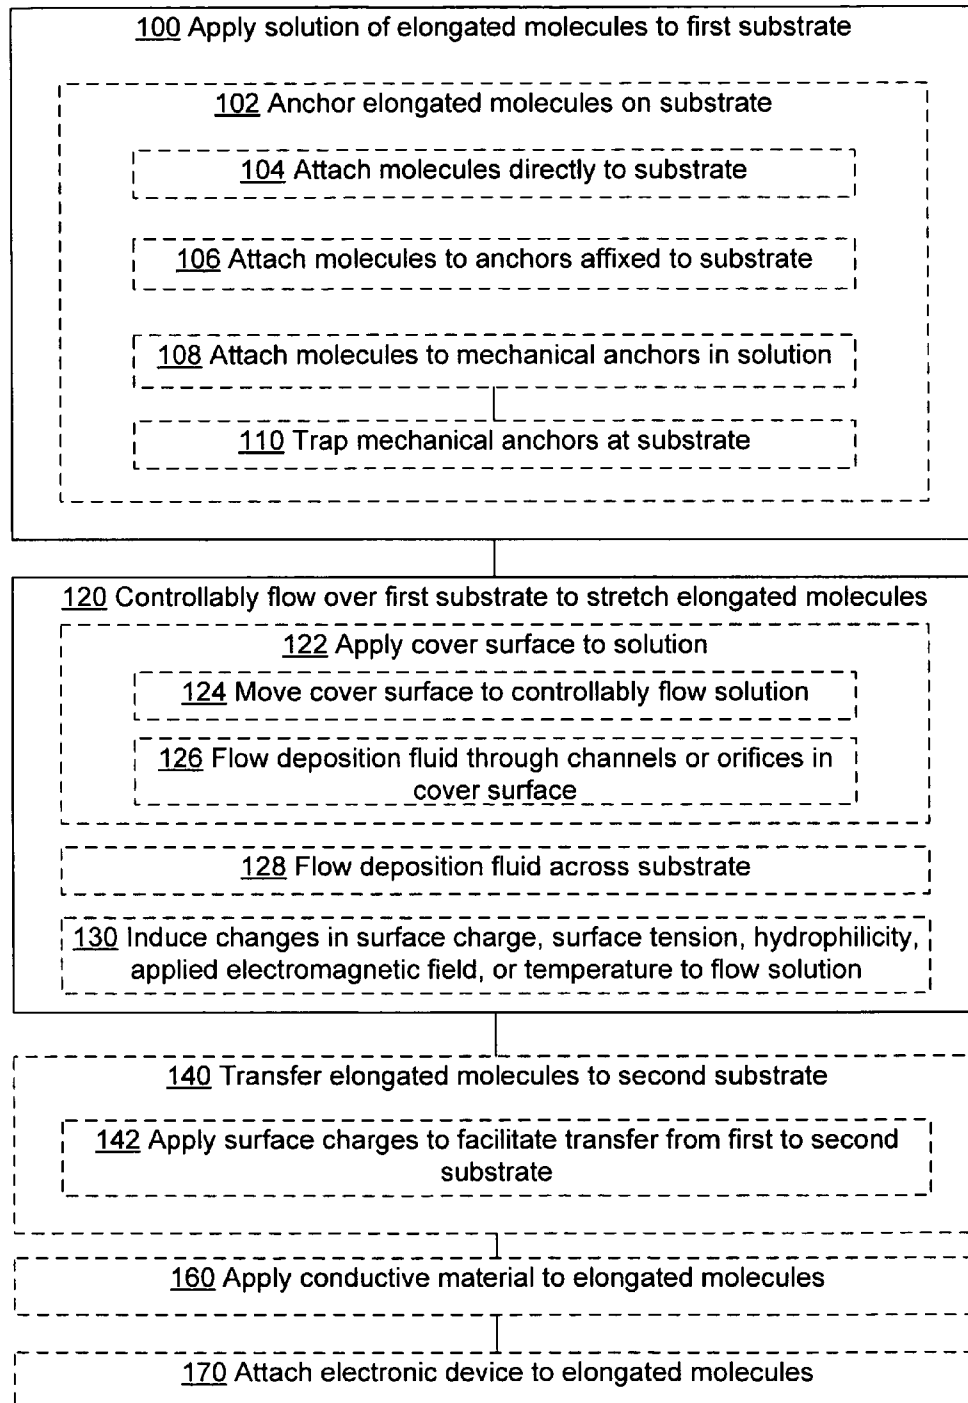 100 Apply solution of elongated molecules to first substrate
102 Anchor elongated molecules on substrate
104 Attach molecules directly to substrate
106 Attach molecules to anchors affixed to substrate
108 Attach molecules to mechanical anchors in solution
110 Trap mechanical anchors at substrate
120 Controllably flow over first substrate to stretch elongated molecules
122 Apply cover surface to solution
124 Move cover surface to controllably flow solution
126 Flow deposition fluid through channels or orifices in
cover surface
128 Flow deposition fluid across substrate
130 Induce changes in surface charge, surface tension, hydrophilicity,
applied electromagnetic field, or temperature to flow solution
140 Transfer elongated molecules to second substrate
142 Apply surface charges to facilitate transfer from first to second
substrate
160 Apply conductive material to elongated molecules
170 Attach electronic device to elongated molecules